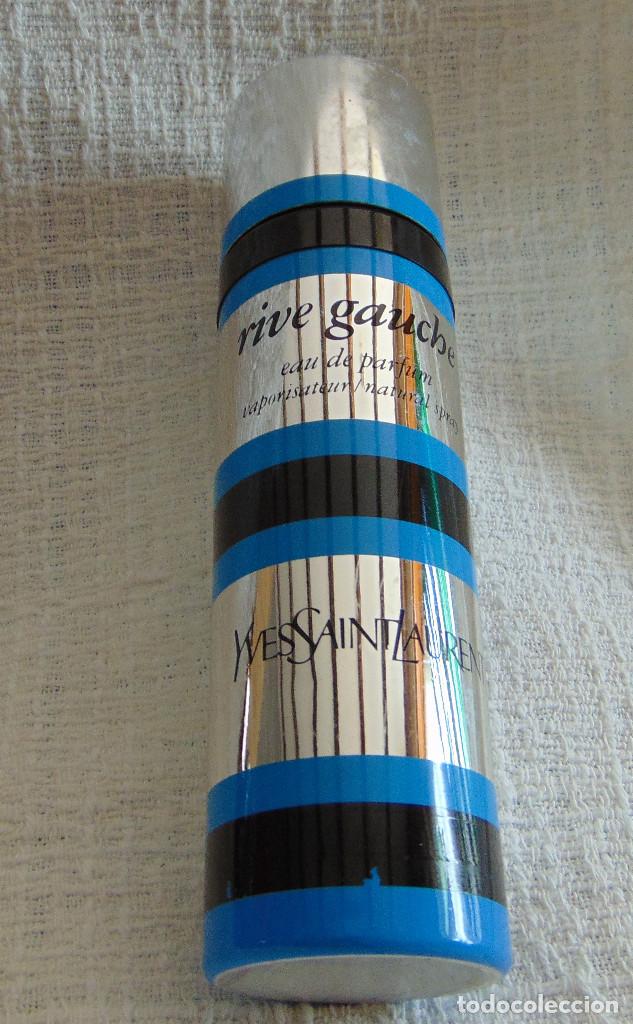 rive gauche
eau de parfum
vaporisateur/natural spray
YVESSAINTLAURENT
todocoleccion